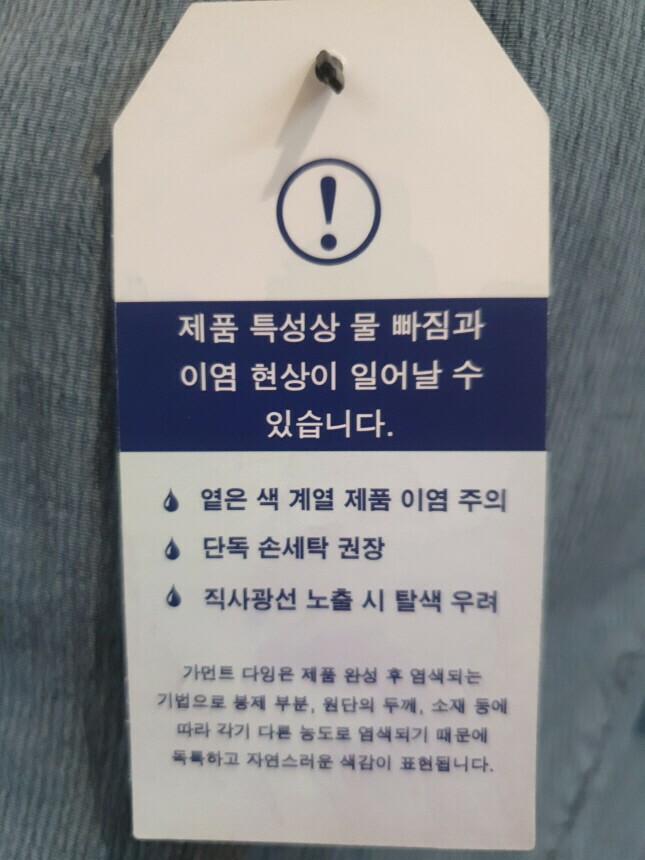 제품 특성상 물 빠짐과
이염 현상이 일어날 수
있습니다.
옅은 색 계열 제품 이염 주의
단독 손세탁 권장
직사광선 노출 시 탈색 우려
가먼트 다잉은 제품 완성 후 염색되는
기법으로 봉제 부분, 원단의 두께, 소재 등에
따라 각기 다른 농도로 염색되기 때문에
독특하고 자연스러운 색감이 표현됩니다.